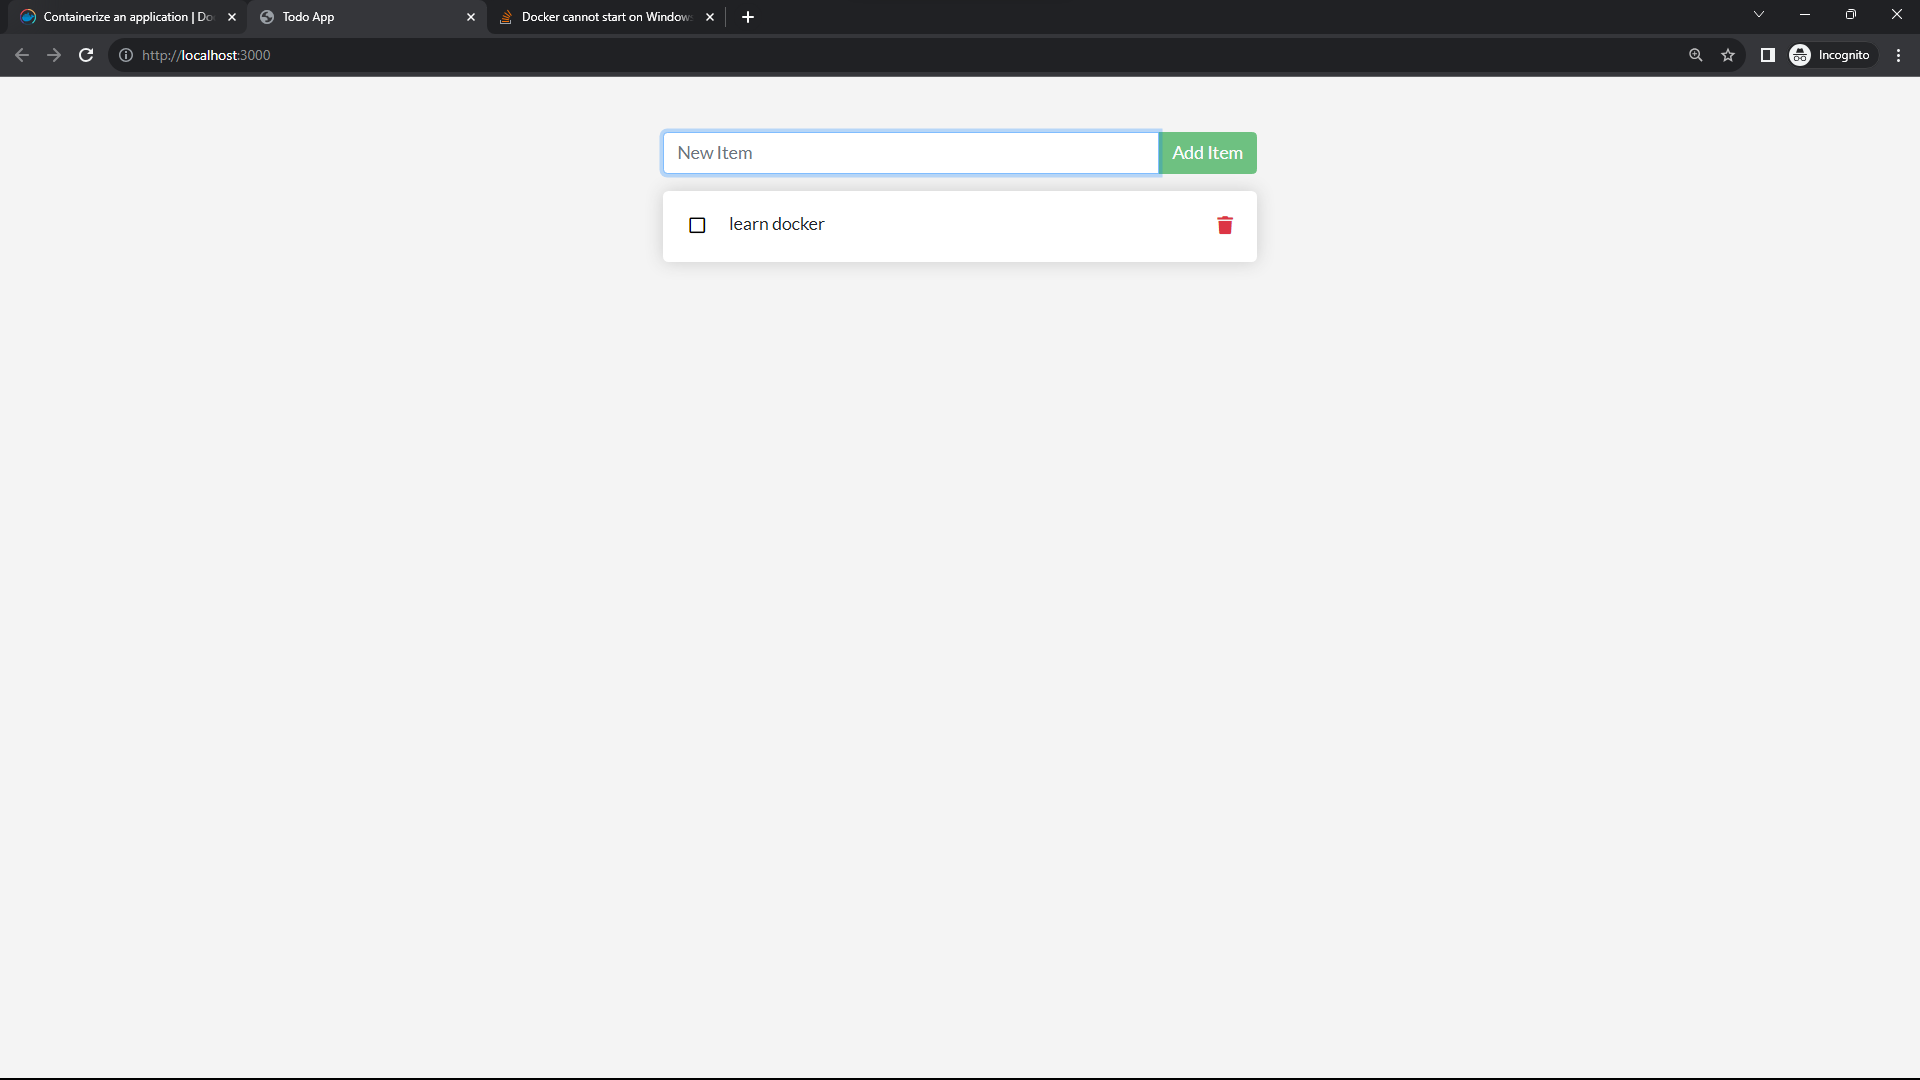 Containerize an application | Do
Todo App
Docker cannot start on Windows
http://localhost:3000
Incognito
New Item
Add Item
learn docker